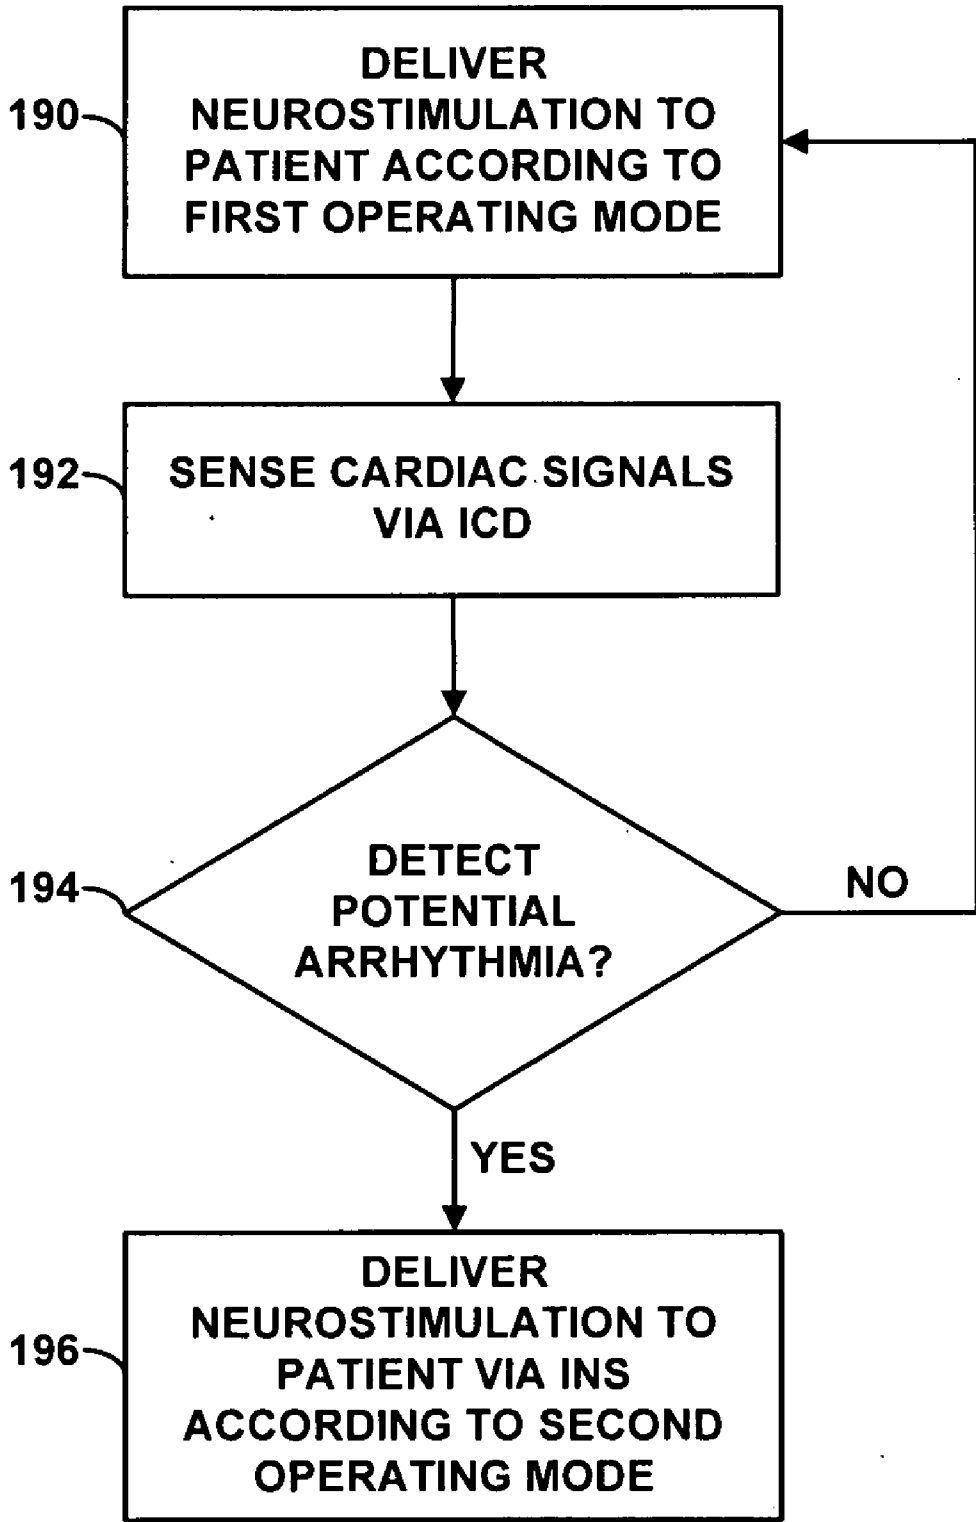 190
DELIVER
NEUROSTIMULATION TO
PATIENT ACCORDING TO
FIRST OPERATING MODE
192
SENSE CARDIAC SIGNALS
VIA ICD
194
DETECT
POTENTIAL
ARRHYTHMIA?
NO
YES
196
DELIVER
NEUROSTIMULATION TO
PATIENT VIA INS
ACCORDING TO SECOND
OPERATING MODE